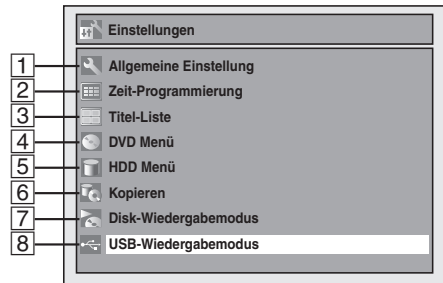 Einstellungen
1 Allgemeine Einstellung
2 Zeit-Programmierung
3 Titel-Liste
4 DVD Menü
5 HDD Menü
6 Kopieren
7 Disk-Wiedergabemodus
8 USB-Wiedergabemodus